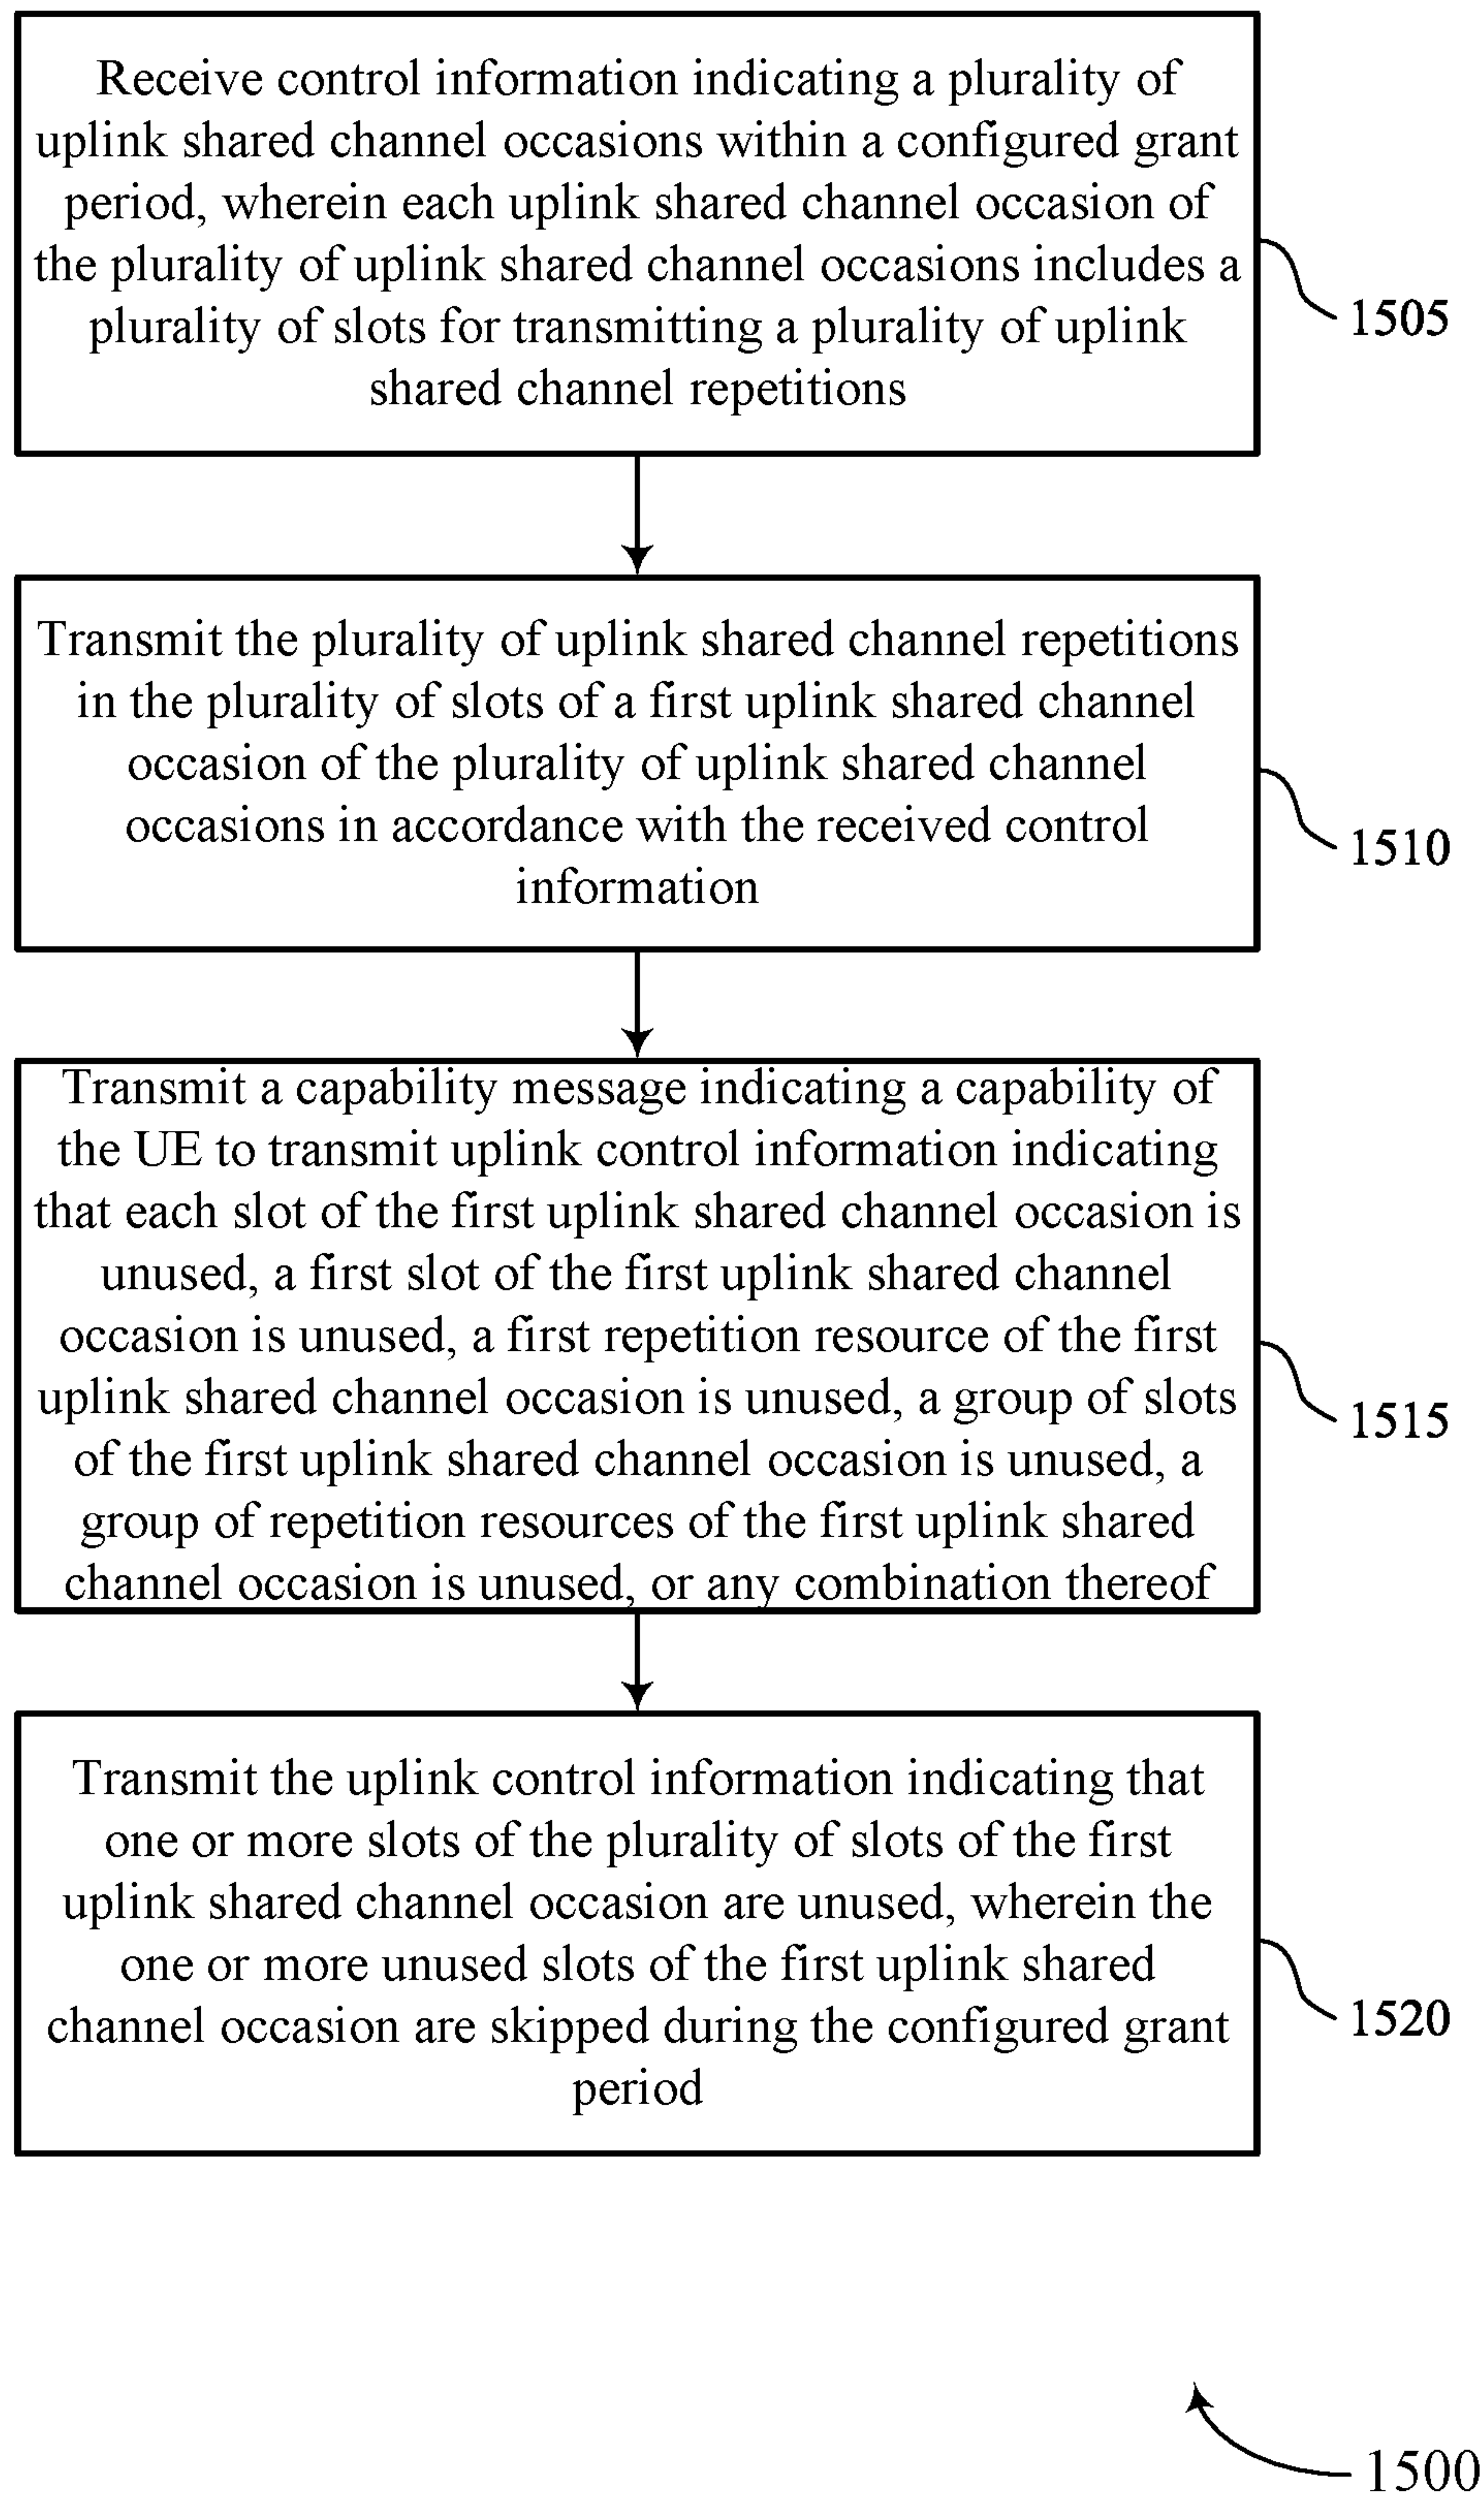 Receive control information indicating a plurality of
uplink shared channel occasions within a configured grant
period, wherein each uplink shared channel occasion of
the plurality of uplink shared channel occasions includes a
plurality of slots for transmitting a plurality of uplink
shared channel repetitions
1505
Transmit the plurality of uplink shared channel repetitions
in the plurality of slots of a first uplink shared channel
occasion of the plurality of uplink shared channel
occasions in accordance with the received control
information
1510
Transmit a capability message indicating a capability of
the UE to transmit uplink control information indicating
that each slot of the first uplink shared channel occasion is
unused, a first slot of the first uplink shared channel
occasion is unused, a first repetition resource of the first
uplink shared channel occasion is unused, a group of slots
of the first uplink shared channel occasion is unused, a
group of repetition resources of the first uplink shared
channel occasion is unused, or any combination thereof
1515
Transmit the uplink control information indicating that
one or more slots of the plurality of slots of the first
uplink shared channel occasion are unused, wherein the
one or more unused slots of the first uplink shared
channel occasion are skipped during the configured grant
period
1520
1500